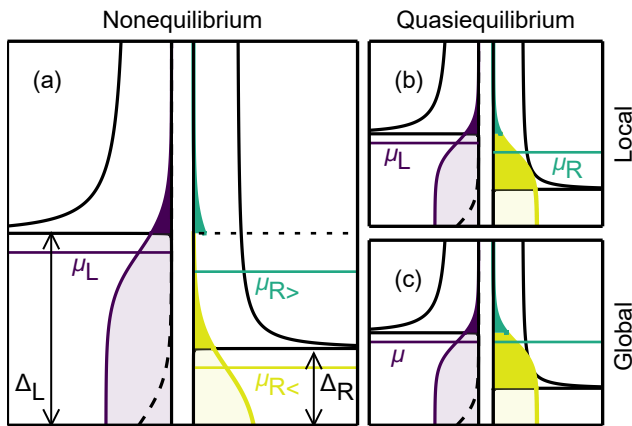 Nonequilibrium
Quasiequilibrium
(a)
(b)
Local
μL
μR
μL
μR>
(c)
Global
μ
μR<
ΔL
ΔR